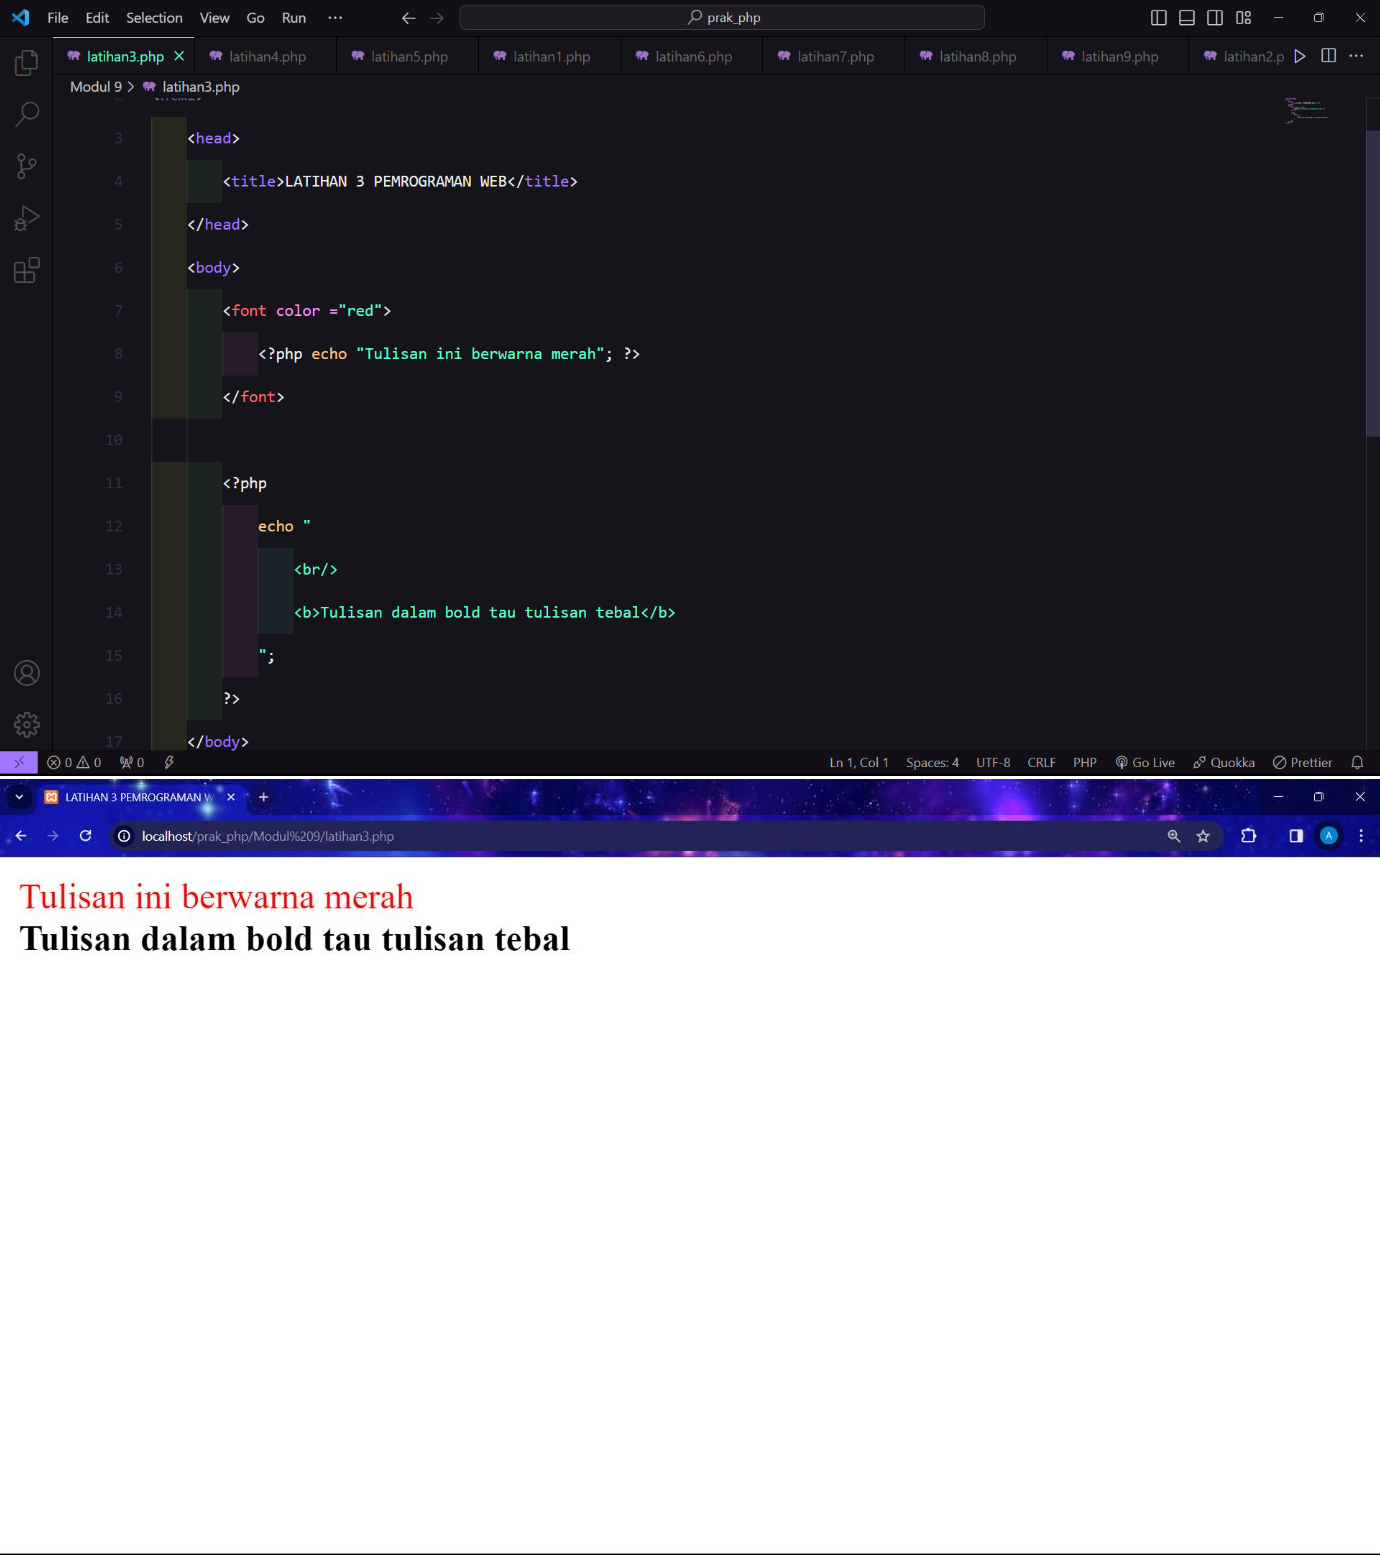 File Edit Selection View Go Run ··· prak_php
latihan3.php latihan4.php latihan5.php latihan1.php latihan6.php latihan7.php latihan8.php latihan9.php latihan2.p
Modul 9 > latihan3.php
3 <head>
4 <title>LATIHAN 3 PEMROGRAMAN WEB</title>
5 </head>
6 <body>
7 <font color ="red">
8 <?php echo "Tulisan ini berwarna merah"; ?>
9 </font>
10
11 <?php
12 echo "
13 <br/>
14 <b>Tulisan dalam bold tau tulisan tebal</b>
15 ";
16 ?>
17 </body>
0 0 0 Ln 1, Col 1 Spaces: 4 UTF-8 CRLF PHP Go Live Quokka Prettier
LATIHAN 3 PEMROGRAMAN W
localhost/prak_php/Modul%209/latihan3.php A
Tulisan ini berwarna merah
Tulisan dalam bold tau tulisan tebal